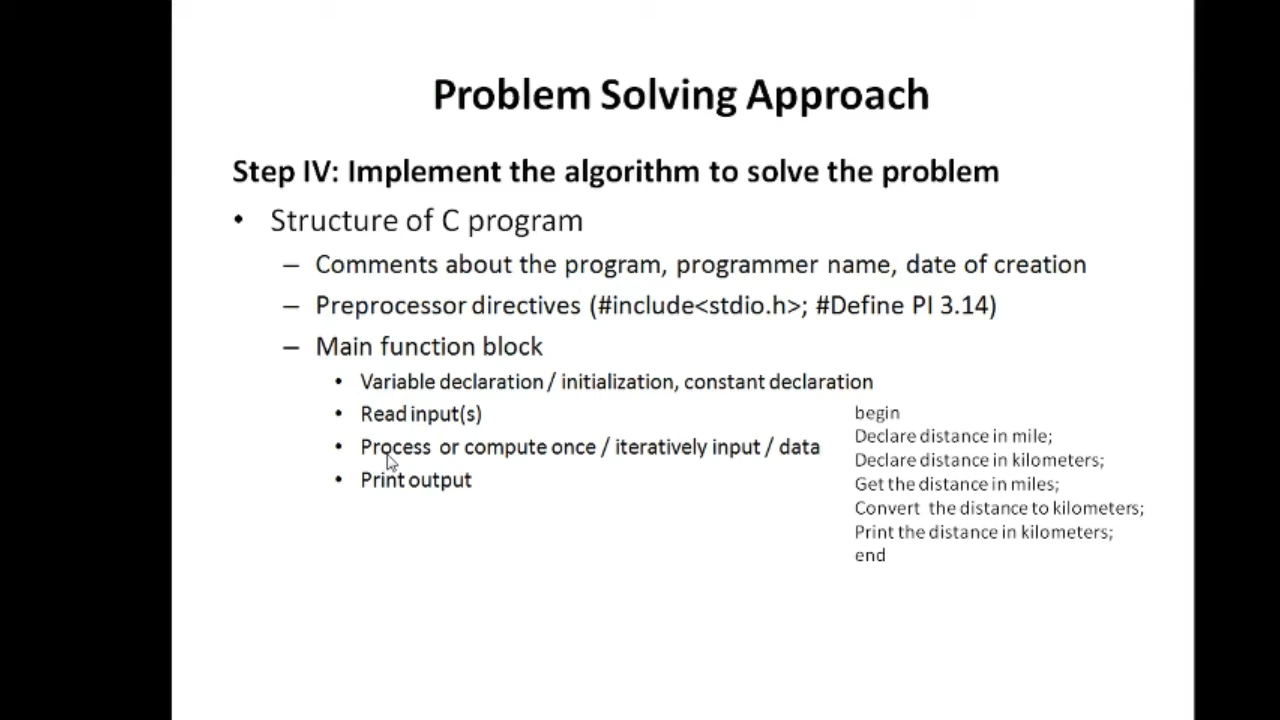 Problem Solving Approach
Step IV: Implement the algorithm to solve the problem
• Structure of C program
– Comments about the program, programmer name, date of creation
– Preprocessor directives (#include<stdio.h>; #Define PI 3.14)
– Main function block
• Variable declaration / initialization, constant declaration
• Read input(s)
• Process or compute once / iteratively input / data
• Print output
begin
Declare distance in mile;
Declare distance in kilometers;
Get the distance in miles;
Convert the distance to kilometers;
Print the distance in kilometers;
end